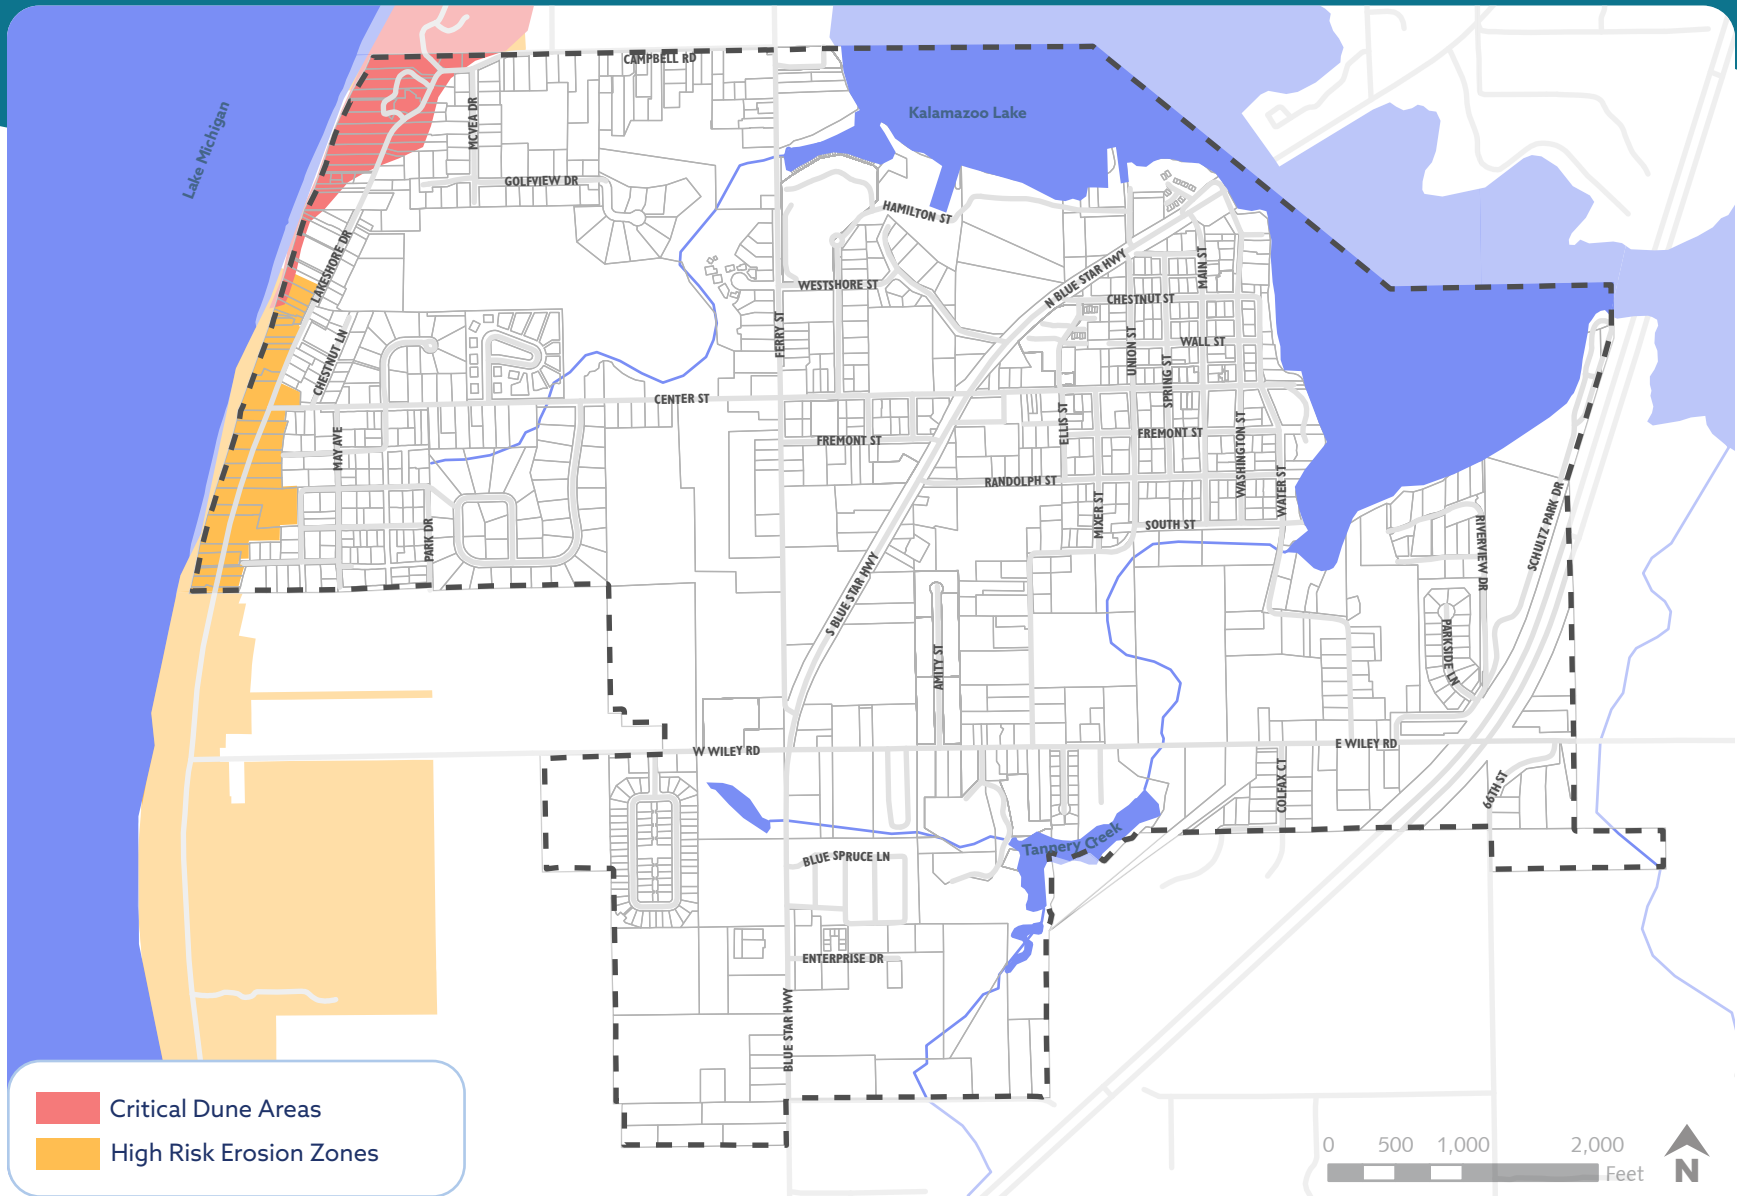 CAMPBELL RD
Kalamazoo Lake
Lake Michigan
MCVEA DR
GOLFVIEW DR
HAMILTON ST
LAKESHORE DR
WESTSHORE ST
N BLUE STAR HWY
MAIN ST
CHESTNUT ST
FERRY ST
UNION ST
WALL ST
CHESTNUT LN
SPRING ST
CENTER ST
MAY AVE
FREMONT ST
ELLIS ST
FREMONT ST
WASHINGTON ST
RANDOLPH ST
WATER ST
MIXER ST
SOUTH ST
PARK DR
RIVERVIEW DR
SCHULTZ PARK DR
S BLUE STAR HWY
AMITY ST
PARKSIDE LN
W WILEY RD
E WILEY RD
COLFAX CT
66TH ST
Tannery Creek
BLUE SPRUCE LN
ENTERPRISE DR
BLUE STAR HWY
Critical Dune Areas
High Risk Erosion Zones
0 500 1,000 2,000
Feet
N